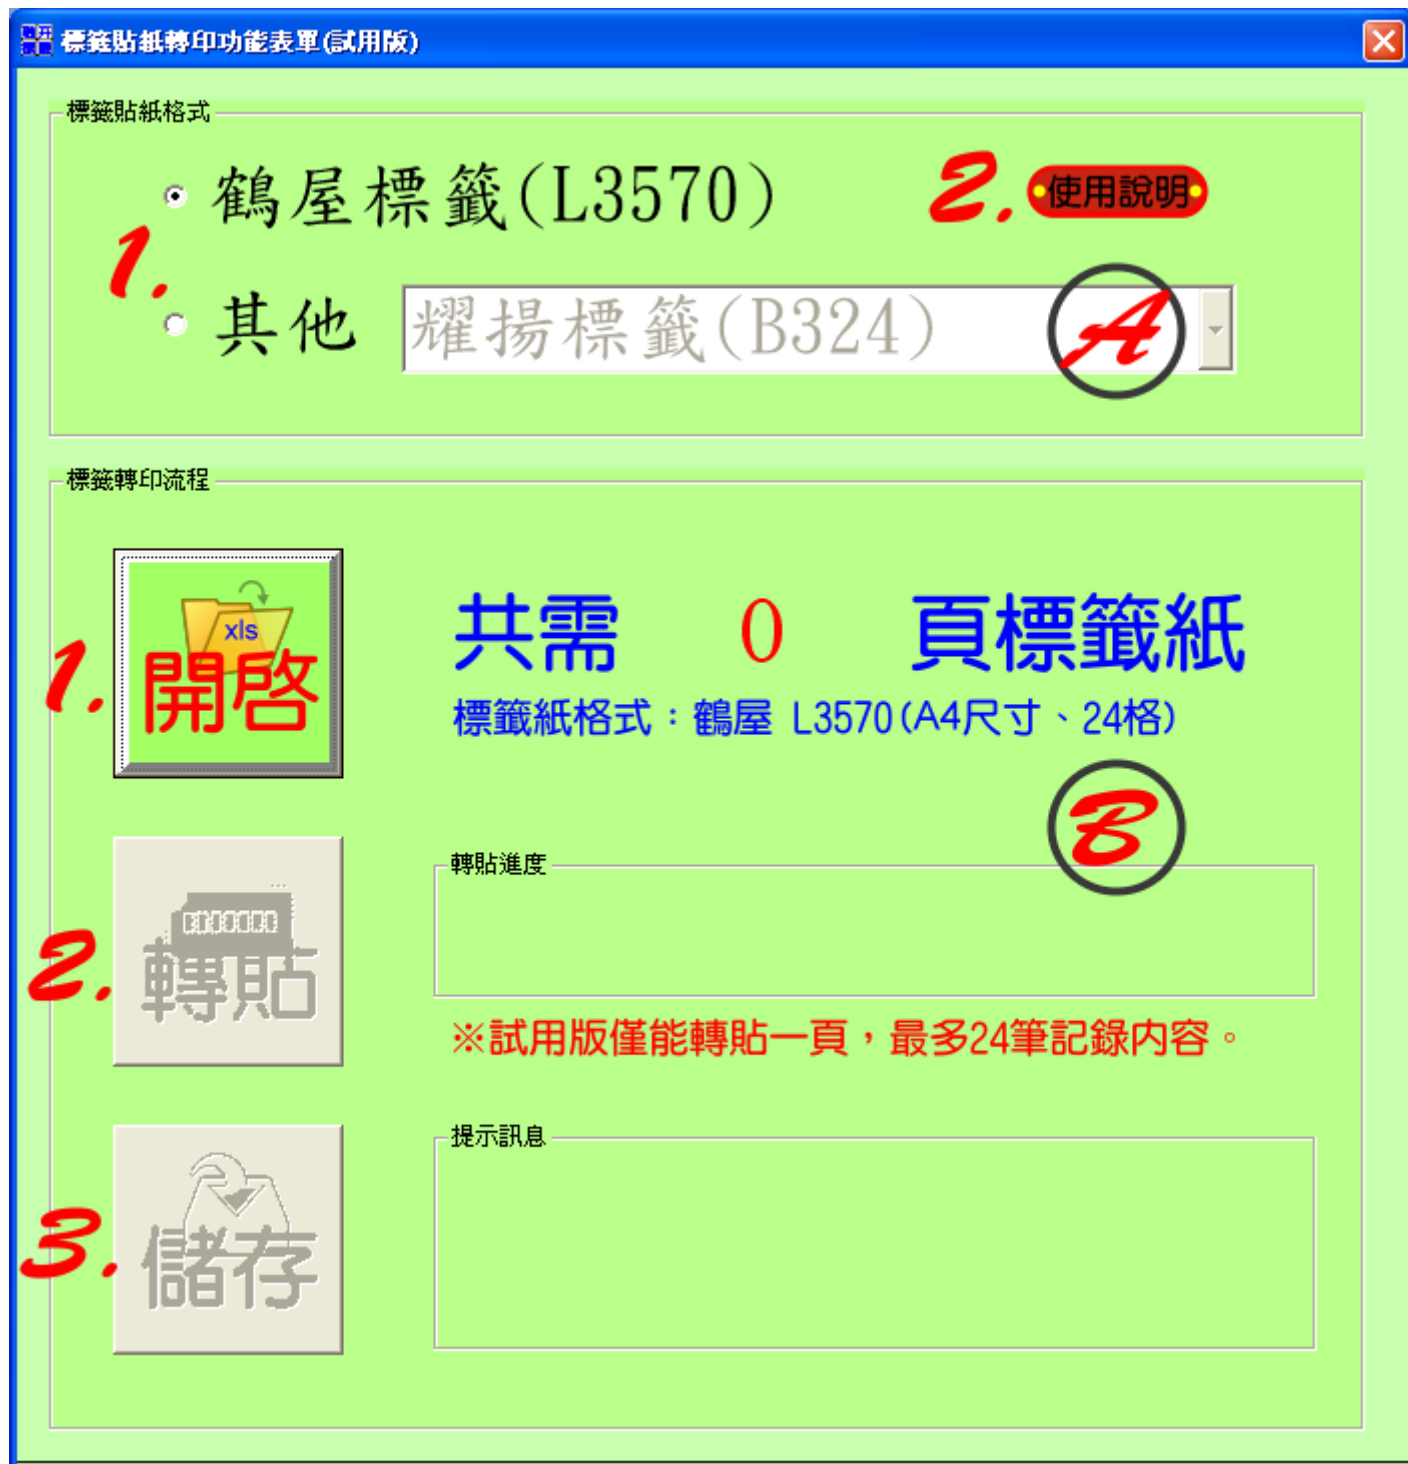 標籤貼紙轉印功能表單(試用版)
標籤貼紙格式
1.
鶴屋標籤(L3570)
2. 使用說明
其他 耀揚標籤(B324)
A
標籤轉印流程
1. xls
開啓
共需 0 頁標籤紙
標籤紙格式：鶴屋 L3570(A4尺寸、24格)
B
2. 轉貼
轉貼進度
※試用版僅能轉貼一頁，最多24筆記錄內容。
3. 儲存
提示訊息